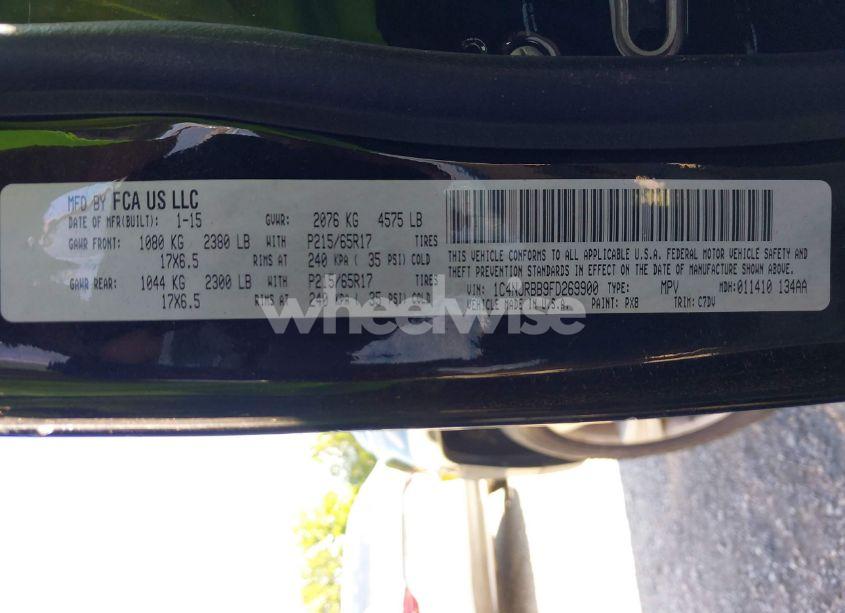 MFD BY FCA US LLC
DATE OF MFR(BUILT): 1-15 GVWR: 2076 KG 4575 LB
GAWR FRONT: 1080 KG 2380 LB WITH P215/65R17 TIRES
17X6.5 RIMS AT 240 KPA ( 35 PSI) COLD
GAWR REAR: 1044 KG 2300 LB WITH P215/65R17 TIRES
17X6.5 RIMS AT 240 KPA ( 35 PSI) COLD
THIS VEHICLE CONFORMS TO ALL APPLICABLE U.S.A. FEDERAL MOTOR VEHICLE SAFETY AND
THEFT PREVENTION STANDARDS IN EFFECT ON THE DATE OF MANUFACTURE SHOWN ABOVE.
VIN: 1C4NJRBB9FD269900 TYPE: MPV MDH:011410 134AA
VEHICLE MADE IN U.S.A. PAINT: PX8 TRIM: C7DV
wheelwise